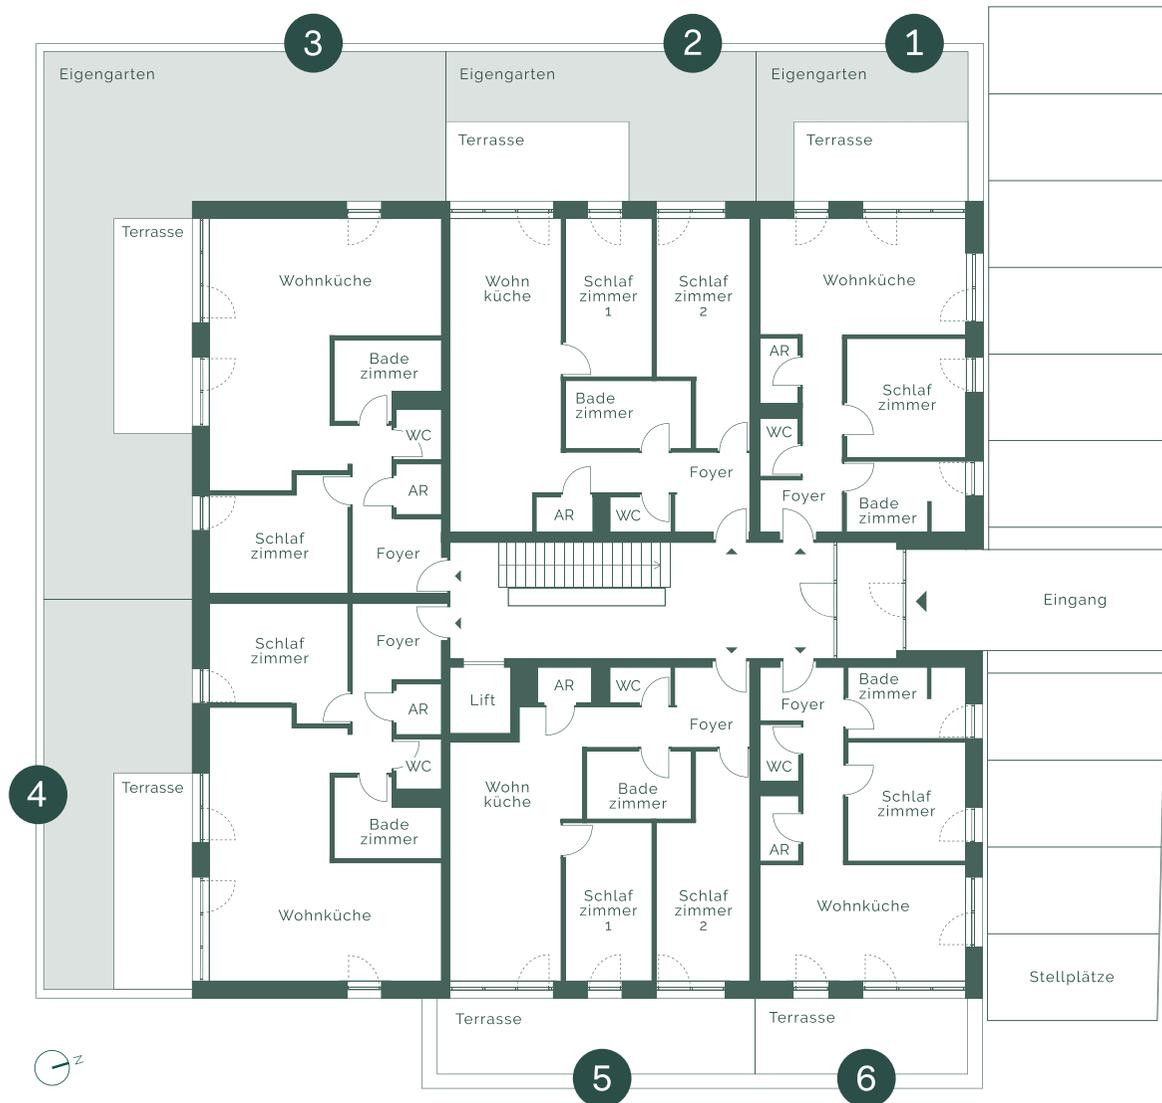 3
2
1
Eigengarten
Eigengarten
Eigengarten
Terrasse
Terrasse
Terrasse
Wohnküche
Wohn
küche
Schlaf
zimmer
1
Schlaf
zimmer
2
Wohnküche
AR
Bade
zimmer
Schlaf
zimmer
Bade
zimmer
WC
WC
Foyer
AR
Foyer
Bade
zimmer
AR
WC
Schlaf
zimmer
Foyer
Eingang
Schlaf
zimmer
Foyer
AR
WC
Bade
zimmer
Lift
AR
Foyer
Foyer
WC
WC
4
Terrasse
Wohn
küche
Bade
zimmer
Schlaf
zimmer
Bade
zimmer
AR
Wohnküche
Schlaf
zimmer
1
Schlaf
zimmer
2
Wohnküche
Stellplätze
Terrasse
Terrasse
N
5
6